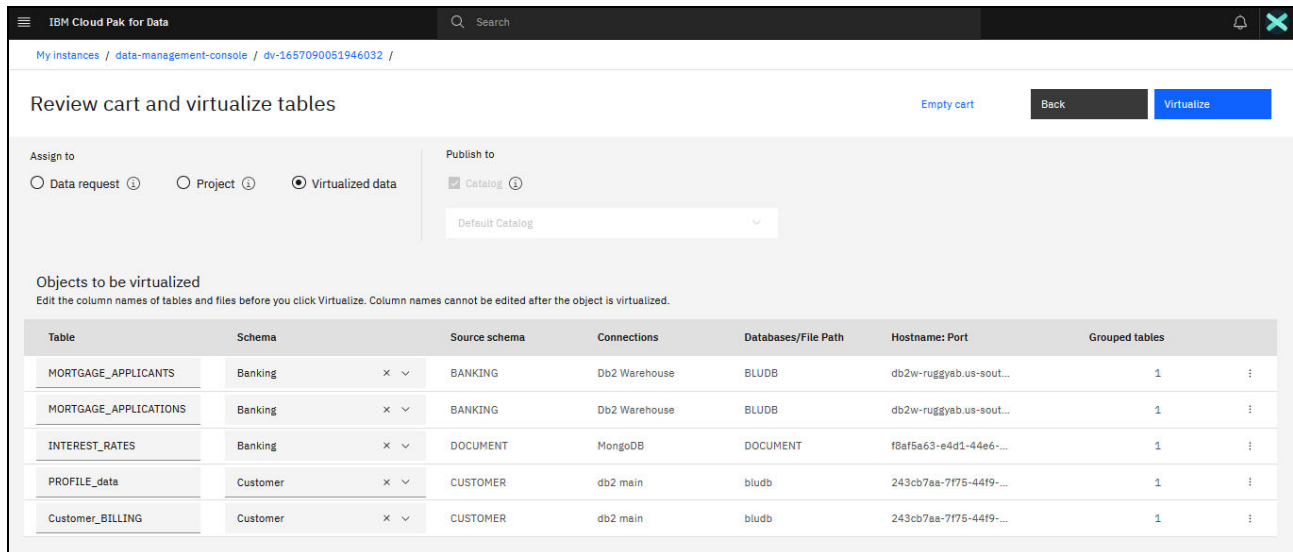 IBM Cloud Pak for Data
Search
My instances / data-management-console / dv-1657090051946032 /
Review cart and virtualize tables
Empty cart
Back
Virtualize
Assign to
Data request
Project
Virtualized data
Publish to
Catalog
Default Catalog
Objects to be virtualized
Edit the column names of tables and files before you click Virtualize. Column names cannot be edited after the object is virtualized.
Table Schema Source schema Connections Databases/File Path Hostname: Port Grouped tables
MORTGAGE_APPLICANTS Banking BANKING Db2 Warehouse BLUDB db2w-ruggyab.us-sout... 1
MORTGAGE_APPLICATIONS Banking BANKING Db2 Warehouse BLUDB db2w-ruggyab.us-sout... 1
INTEREST_RATES Banking DOCUMENT MongoDB DOCUMENT f8af5a63-e4d1-44e6-... 1
PROFILE_data Customer CUSTOMER db2 main bludb 243cb7aa-7f75-44f9-... 1
Customer_BILLING Customer CUSTOMER db2 main bludb 243cb7aa-7f75-44f9-... 1